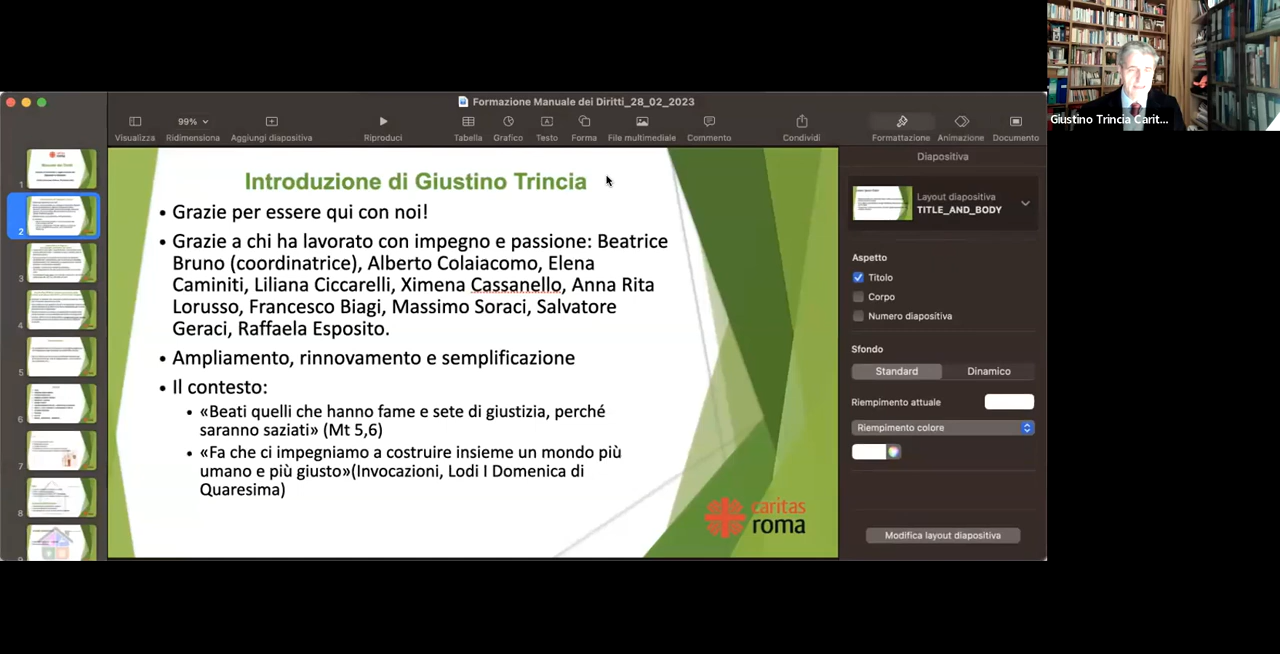 Formazione Manuale dei Diritti_28_02_2023
99%
Visualizza
Ridimensiona
Aggiungi diapositiva
Riproduci
Tabella
Grafico
Testo
Forma
File multimediale
Commento
Condividi
Formattazione
Animazione
Documento
1
2
3
4
5
6
7
8
9
Introduzione di Giustino Trincia
• Grazie per essere qui con noi!
• Grazie a chi ha lavorato con impegno e passione: Beatrice
Bruno (coordinatrice), Alberto Colaiacomo, Elena
Caminiti, Liliana Ciccarelli, Ximena Cassanello, Anna Rita
Lorusso, Francesco Biagi, Massimo Soraci, Salvatore
Geraci, Raffaela Esposito.
• Ampliamento, rinnovamento e semplificazione
• Il contesto:
• «Beati quelli che hanno fame e sete di giustizia, perché
saranno saziati» (Mt 5,6)
• «Fa che ci impegniamo a costruire insieme un mondo più
umano e più giusto»(Invocazioni, Lodi I Domenica di
Quaresima)
caritas
roma
Diapositiva
Layout diapositiva
TITLE_AND_BODY
Aspetto
Titolo
Corpo
Numero diapositiva
Sfondo
Standard
Dinamico
Riempimento attuale
Riempimento colore
Modifica layout diapositiva
Giustino Trincia Carit...